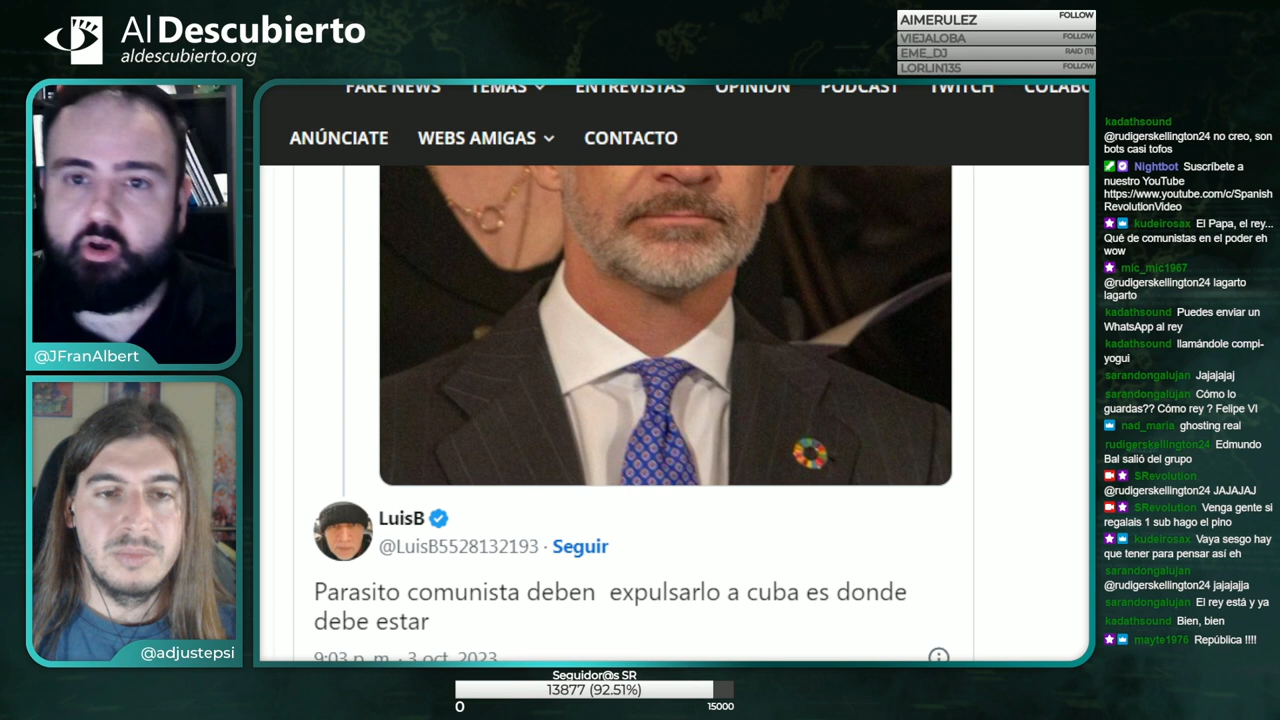 Al Descubierto
aldescubierto.org
AIMERULEZ FOLLOW
VIEJALOBA FOLLOW
EME_DJ RAID (11)
LORLIN135 FOLLOW
FAKE NEWS TEMAS ENTREVISTAS OPINIÓN PODCAST TWITCH COLABO
ANÚNCIATE WEBS AMIGAS CONTACTO
@JFranAlbert
@adjustepsi
LuisB
@LuisB5528132193 · Seguir
Parasito comunista deben expulsarlo a cuba es donde
debe estar
9:03 p. m. · 3 oct. 2023
Seguidor@s SR
13877 (92.51%)
0 15000
kadathsound
@rudigerskellington24 no creo, son
bots casi tofos
Nightbot Suscríbete a
nuestro YouTube
https://www.youtube.com/c/Spanish
RevolutionVideo
kudeirosax El Papa, el rey...
Qué de comunistas en el poder eh
wow
mic_mic1967
@rudigerskellington24 lagarto
lagarto
kadathsound Puedes enviar un
WhatsApp al rey
kadathsound llamándole compi-
yogui
sarandongalujan Jajajajaj
sarandongalujan Cómo lo
guardas?? Cómo rey ? Felipe VI
nad_maria ghosting real
rudigerskellington24 Edmundo
Bal salió del grupo
SRevolution
@rudigerskellington24 JAJAJAJ
SRevolution Venga gente si
regalais 1 sub hago el pino
kudeirosax Vaya sesgo hay
que tener para pensar así eh
sarandongalujan
@rudigerskellington24 jajajajja
sarandongalujan El rey está y ya
kadathsound Bien, bien
mayte1976 República !!!!